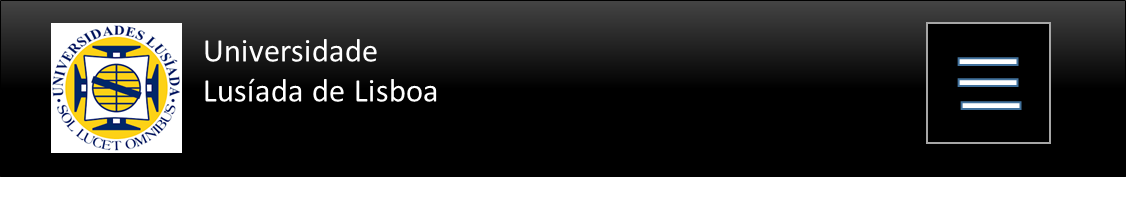 UNIVERSIDADES LUSÍADA
· SOL LUCET OMNIBUS ·
Universidade
Lusíada de Lisboa